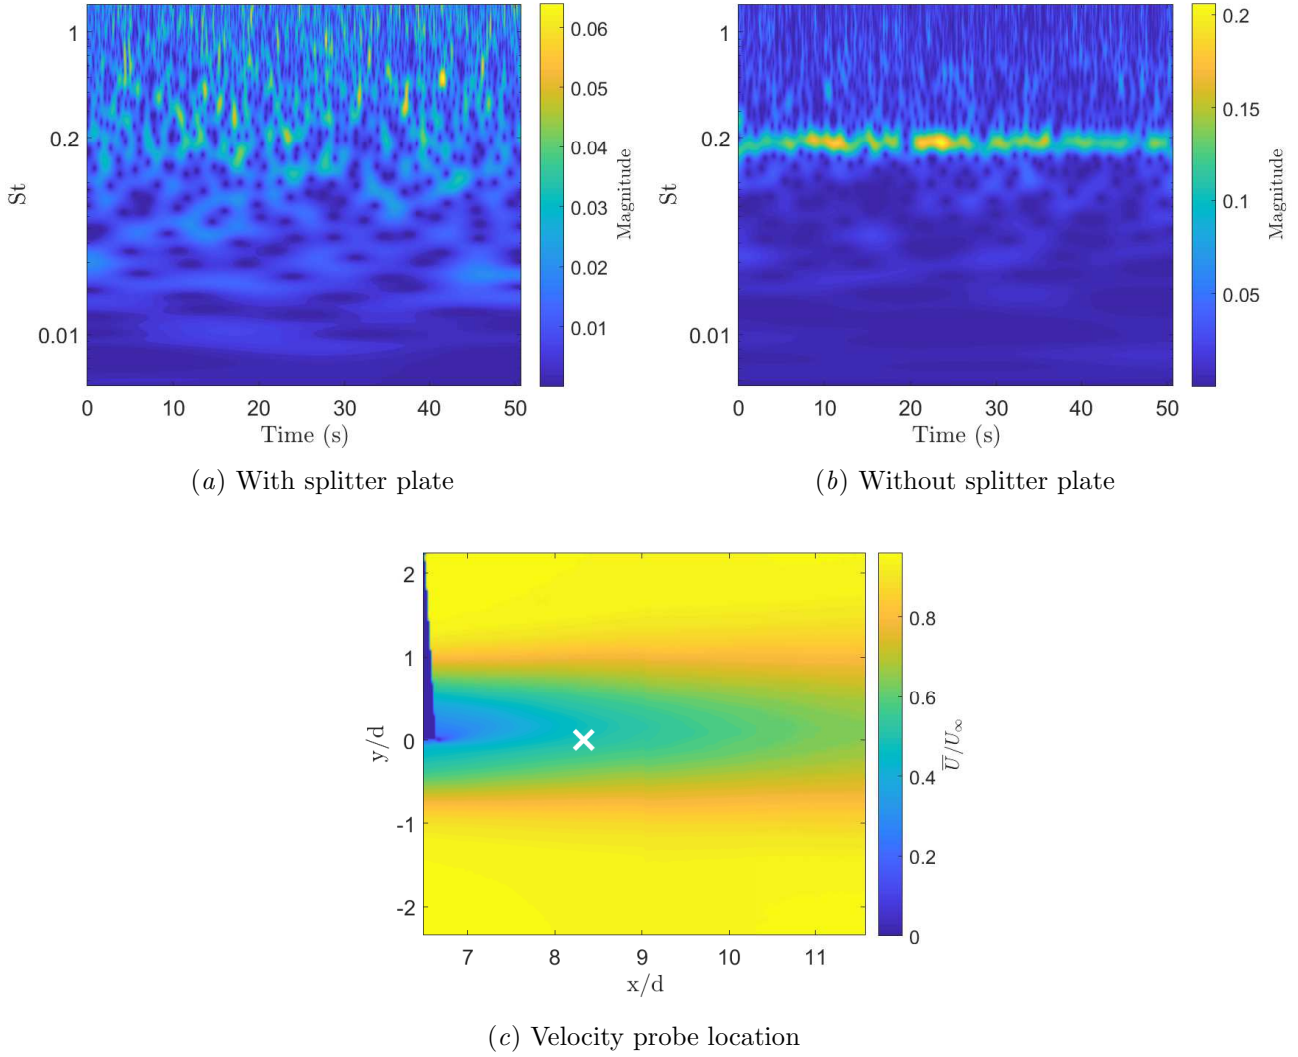 1
0.2
0.01
St
0 10 20 30 40 50
Time (s)
0.06
0.05
0.04
0.03
0.02
0.01
Magnitude
(a) With splitter plate
1
0.2
0.01
St
0 10 20 30 40 50
Time (s)
0.2
0.15
0.1
0.05
Magnitude
(b) Without splitter plate
2
1
0
-1
-2
y/d
7 8 9 10 11
x/d
0.8
0.6
0.4
0.2
0
U̅/U∞
(c) Velocity probe location